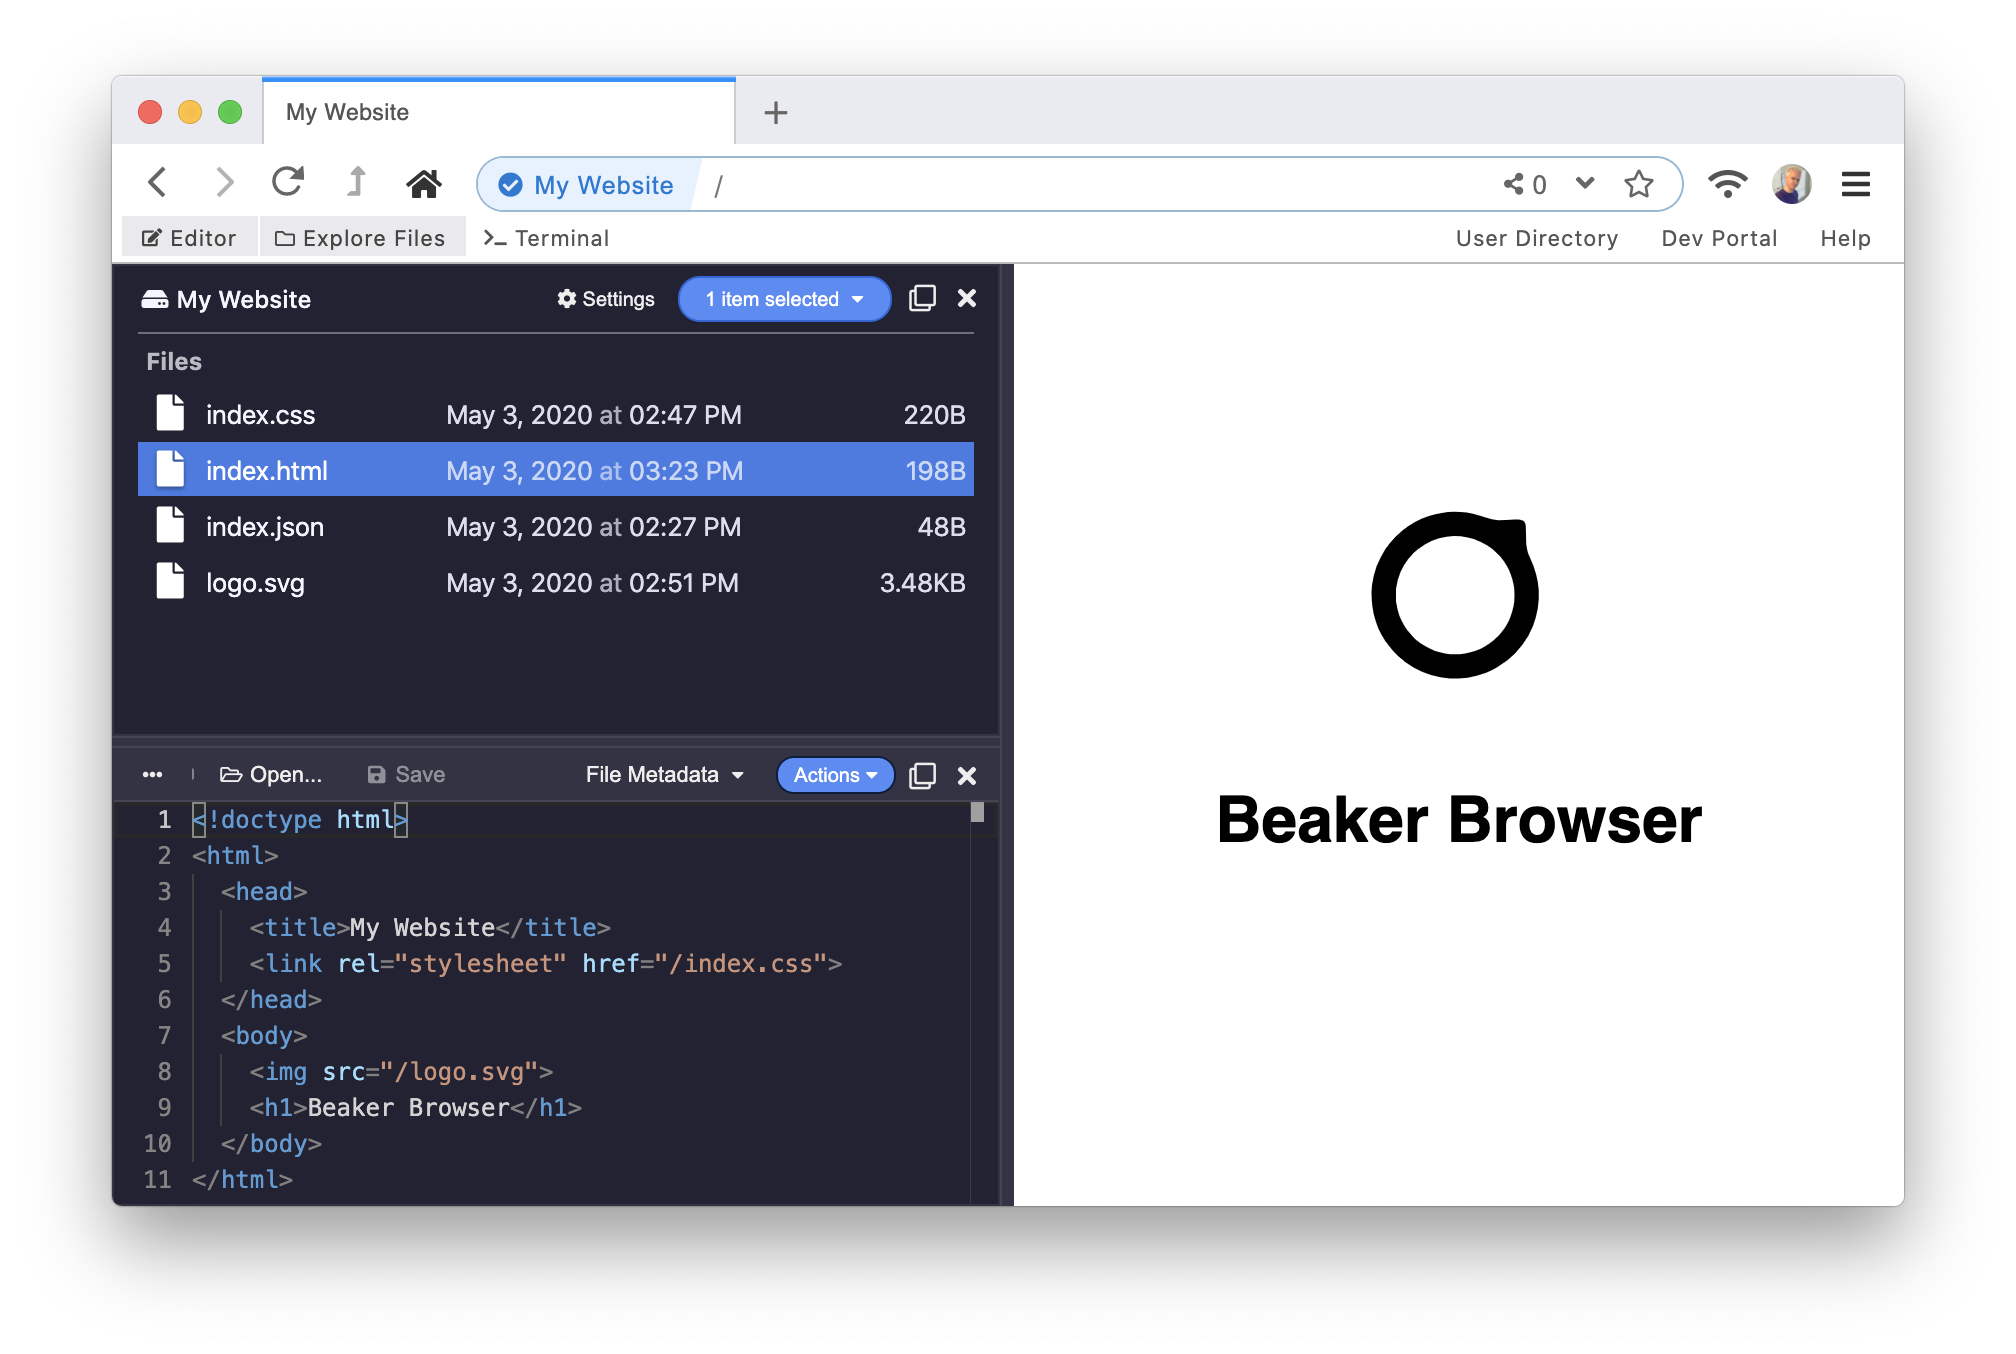 My Website
My Website / 0
Editor Explore Files Terminal User Directory Dev Portal Help
My Website Settings 1 item selected
Files
index.css May 3, 2020 at 02:47 PM 220B
index.html May 3, 2020 at 03:23 PM 198B
index.json May 3, 2020 at 02:27 PM 48B
logo.svg May 3, 2020 at 02:51 PM 3.48KB
Open... Save File Metadata Actions
1 <!doctype html>
2 <html>
3 <head>
4 <title>My Website</title>
5 <link rel="stylesheet" href="/index.css">
6 </head>
7 <body>
8 <img src="/logo.svg">
9 <h1>Beaker Browser</h1>
10 </body>
11 </html>
Beaker Browser